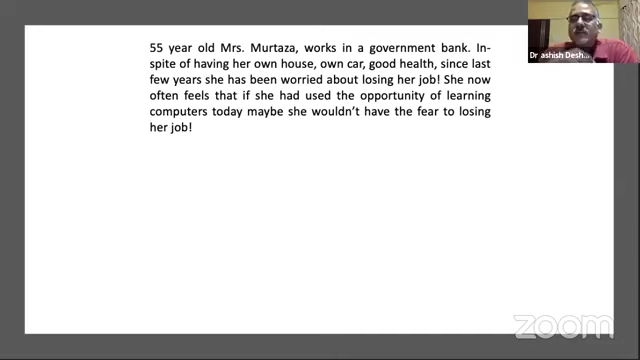 55 year old Mrs. Murtaza, works in a government bank. In-
spite of having her own house, own car, good health, since last
few years she has been worried about losing her job! She now
often feels that if she had used the opportunity of learning
computers today maybe she wouldn't have the fear to losing
her job!
Dr ashish Desh...
zoom